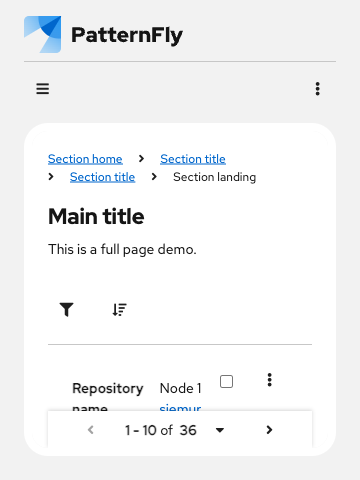 PatternFly
Section home Section title
Section title Section landing
Main title
This is a full page demo.
Repository Node 1
name siemur
1 - 10 of 36